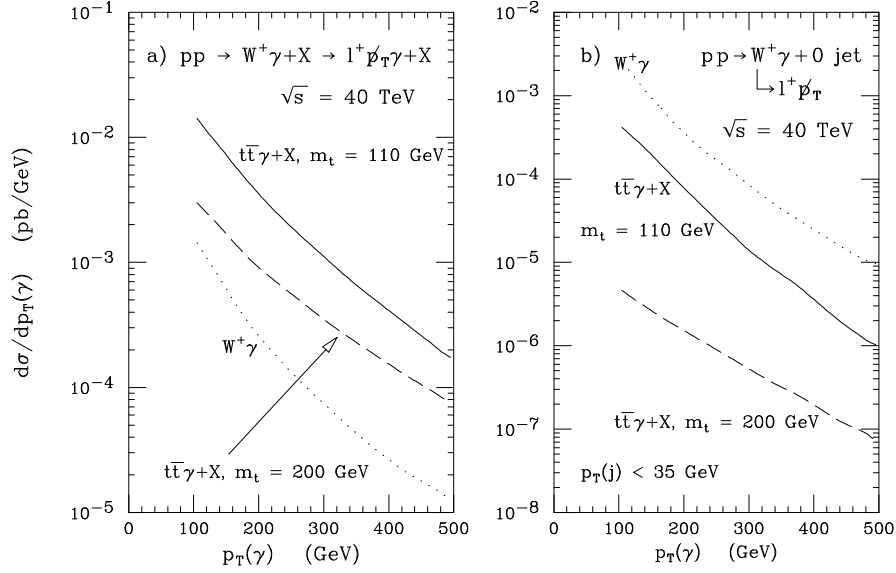 a) pp → W⁺γ+X → l⁺p̸_Tγ+X
√s = 40 TeV
tt̅γ+X, m_t = 110 GeV
W⁺γ
tt̅γ+X, m_t = 200 GeV
dσ/dp_T(γ) (pb/GeV)
10⁻¹
10⁻²
10⁻³
10⁻⁴
10⁻⁵
0 100 200 300 400 500
p_T(γ) (GeV)
b) pp→W⁺γ+0 jet
→l⁺p̸_T
√s = 40 TeV
W⁺γ
tt̅γ+X
m_t = 110 GeV
tt̅γ+X, m_t = 200 GeV
p_T(j) < 35 GeV
10⁻²
10⁻³
10⁻⁴
10⁻⁵
10⁻⁶
10⁻⁷
10⁻⁸
0 100 200 300 400 500
p_T(γ) (GeV)